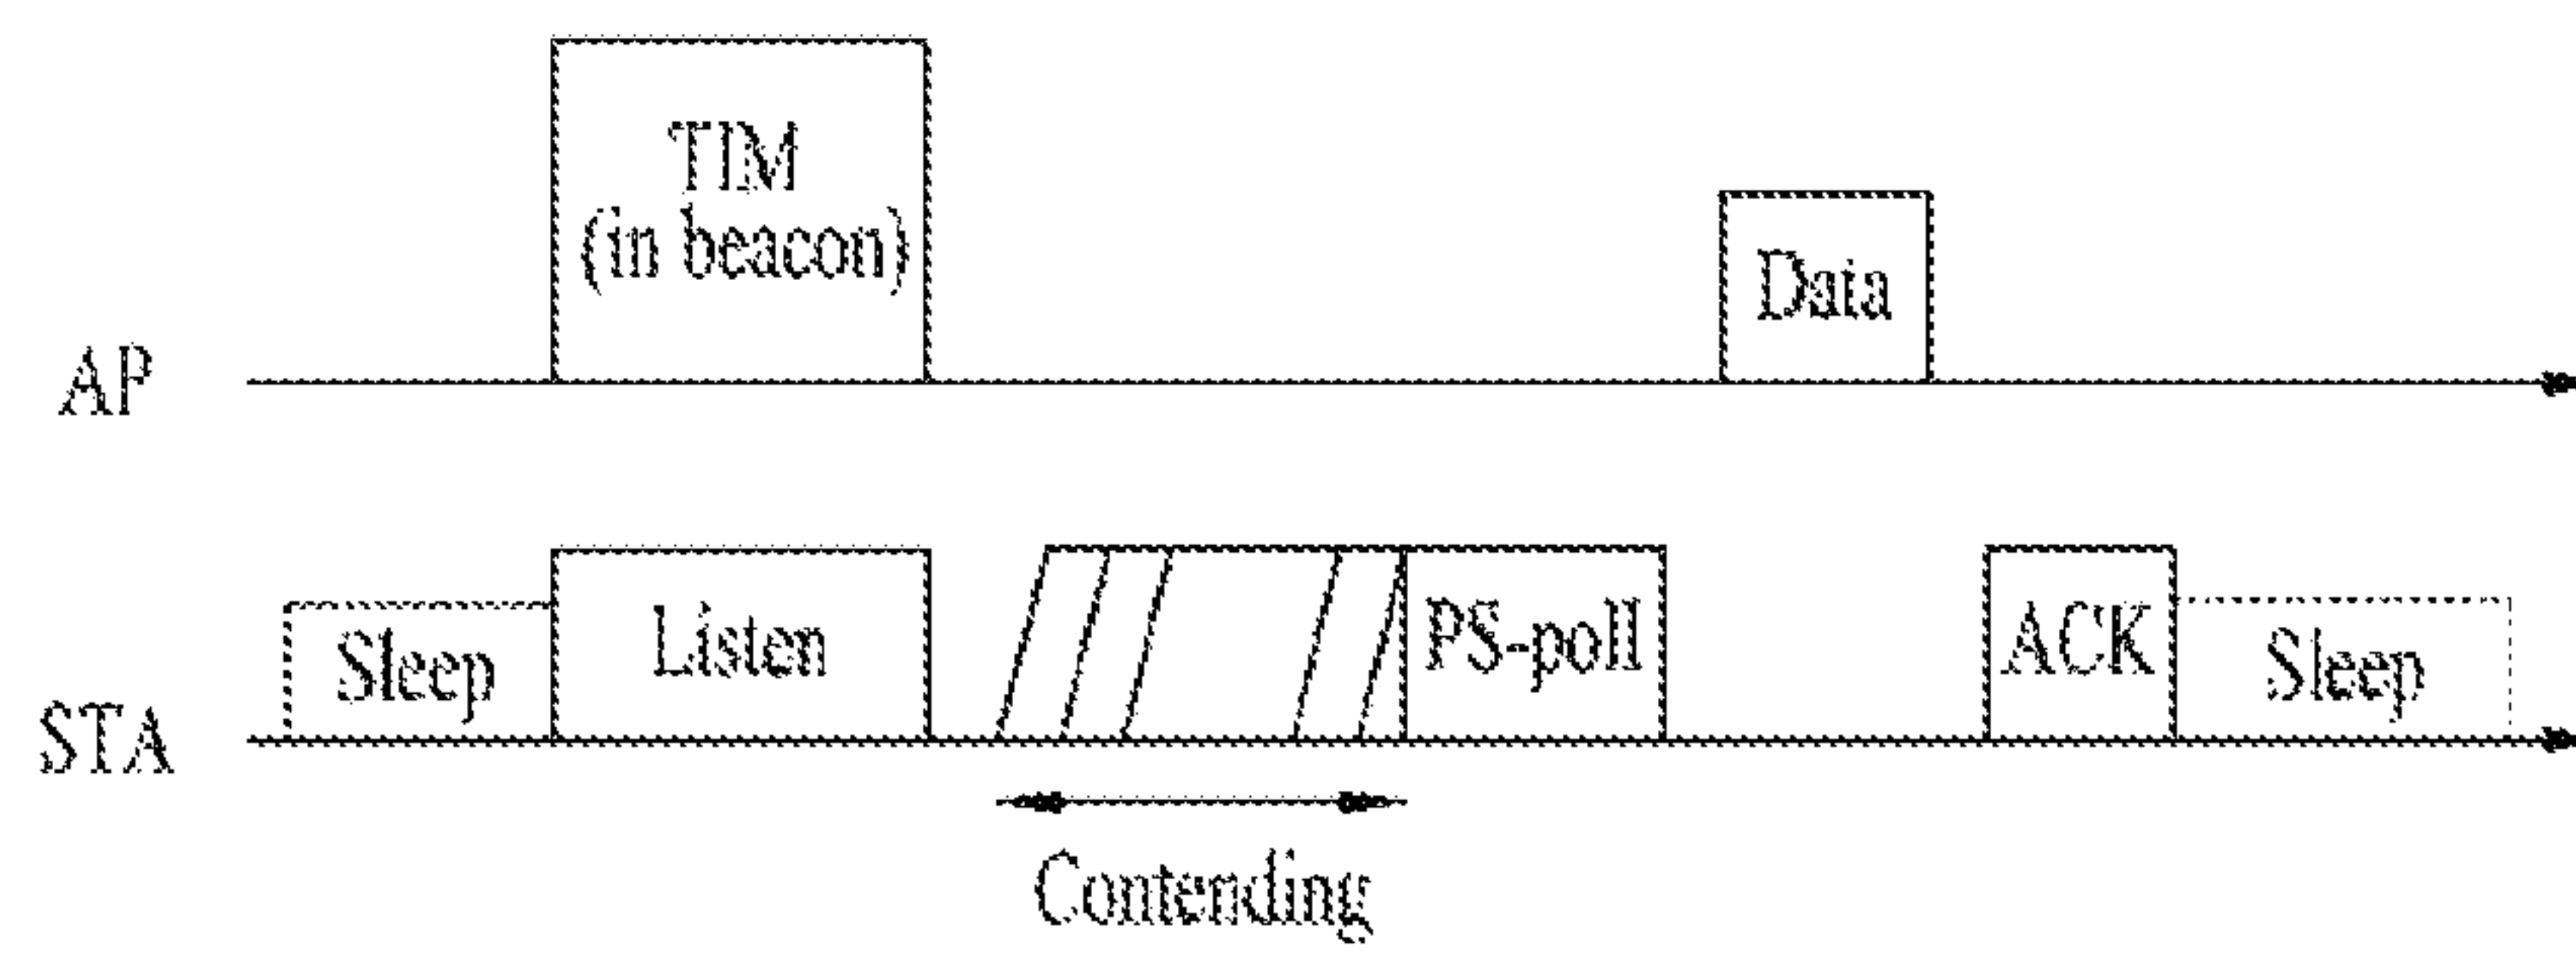 TIM
(in beacon)
Data
AP
Sleep
Listen
PS-poll
ACK
Sleep
STA
Contending